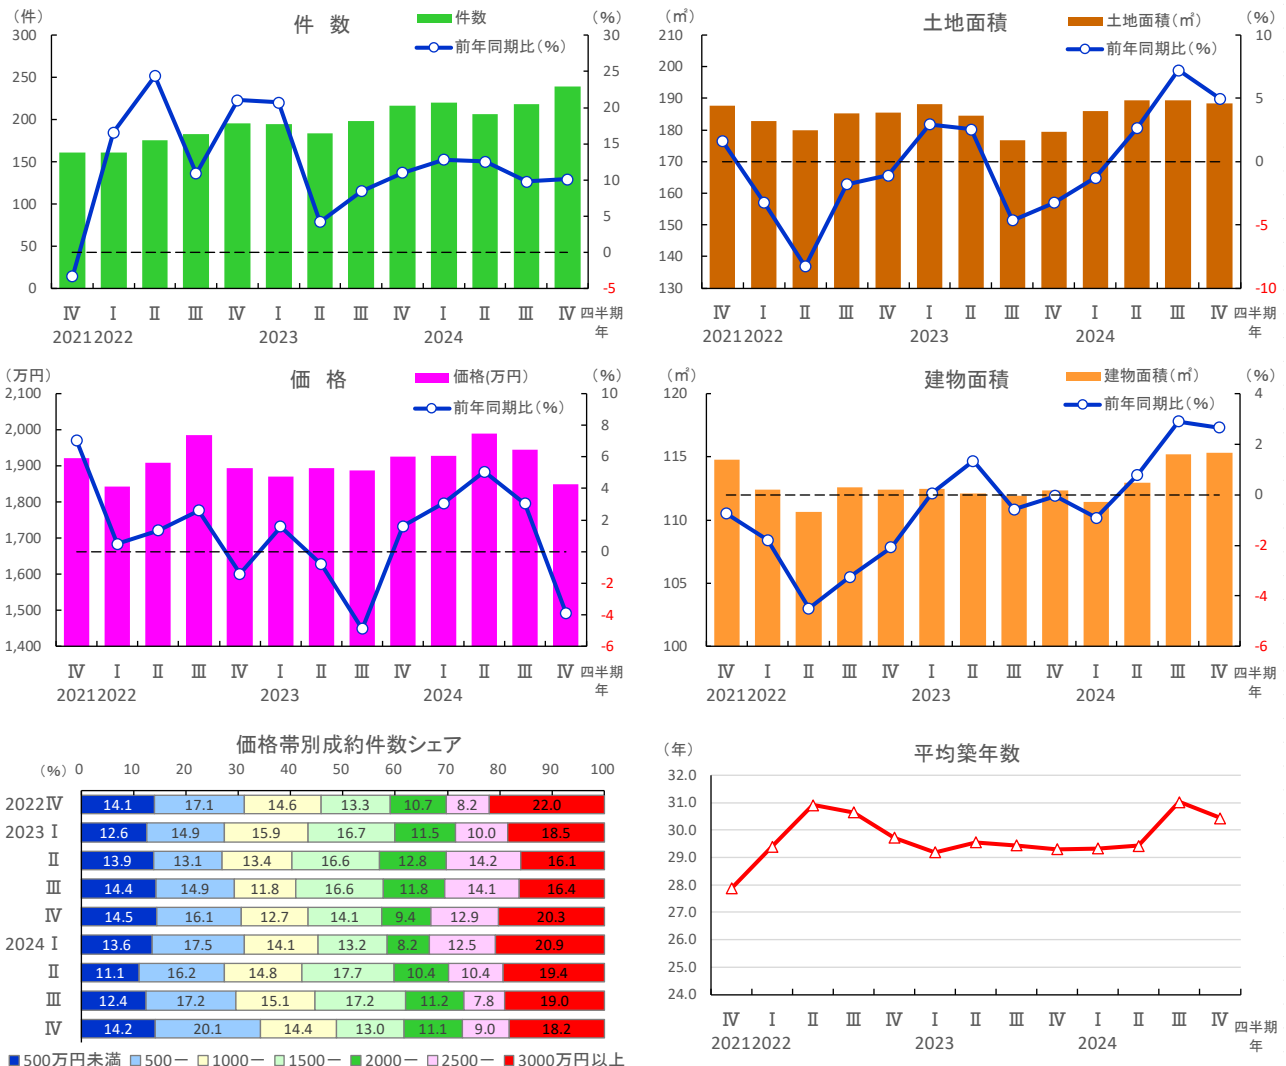 件　数
(件)
(%)
件数
前年同期比(%)
300
250
200
150
100
50
0
30
25
20
15
10
5
0
-5
Ⅳ Ⅰ Ⅱ Ⅲ Ⅳ Ⅰ Ⅱ Ⅲ Ⅳ Ⅰ Ⅱ Ⅲ Ⅳ 四半期
2021 2022 2023 2024 年
土地面積
(㎡)
(%)
土地面積(㎡)
前年同期比(%)
210
200
190
180
170
160
150
140
130
10
5
0
-5
-10
Ⅳ Ⅰ Ⅱ Ⅲ Ⅳ Ⅰ Ⅱ Ⅲ Ⅳ Ⅰ Ⅱ Ⅲ Ⅳ 四半期
2021 2022 2023 2024 年
価　格
(万円)
(%)
価格(万円)
前年同期比(%)
2,100
2,000
1,900
1,800
1,700
1,600
1,500
1,400
10
8
6
4
2
0
-2
-4
-6
Ⅳ Ⅰ Ⅱ Ⅲ Ⅳ Ⅰ Ⅱ Ⅲ Ⅳ Ⅰ Ⅱ Ⅲ Ⅳ 四半期
2021 2022 2023 2024 年
建物面積
(㎡)
(%)
建物面積(㎡)
前年同期比(%)
120
115
110
105
100
4
2
0
-2
-4
-6
Ⅳ Ⅰ Ⅱ Ⅲ Ⅳ Ⅰ Ⅱ Ⅲ Ⅳ Ⅰ Ⅱ Ⅲ Ⅳ 四半期
2021 2022 2023 2024 年
価格帯別成約件数シェア
(%) 0 10 20 30 40 50 60 70 80 90 100
2022Ⅳ 14.1 17.1 14.6 13.3 10.7 8.2 22.0
2023 Ⅰ 12.6 14.9 15.9 16.7 11.5 10.0 18.5
Ⅱ 13.9 13.1 13.4 16.6 12.8 14.2 16.1
Ⅲ 14.4 14.9 11.8 16.6 11.8 14.1 16.4
Ⅳ 14.5 16.1 12.7 14.1 9.4 12.9 20.3
2024 Ⅰ 13.6 17.5 14.1 13.2 8.2 12.5 20.9
Ⅱ 11.1 16.2 14.8 17.7 10.4 10.4 19.4
Ⅲ 12.4 17.2 15.1 17.2 11.2 7.8 19.0
Ⅳ 14.2 20.1 14.4 13.0 11.1 9.0 18.2
500万円未満 500ー 1000ー 1500ー 2000ー 2500ー 3000万円以上
平均築年数
(年)
32.0
31.0
30.0
29.0
28.0
27.0
26.0
25.0
24.0
Ⅳ Ⅰ Ⅱ Ⅲ Ⅳ Ⅰ Ⅱ Ⅲ Ⅳ Ⅰ Ⅱ Ⅲ Ⅳ 四半期
2021 2022 2023 2024 年